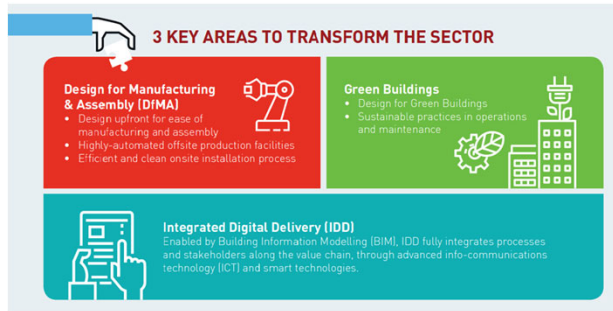 3 KEY AREAS TO TRANSFORM THE SECTOR
Design for Manufacturing
& Assembly (DfMA)
• Design upfront for ease of
manufacturing and assembly
• Highly-automated offsite production facilities
• Efficient and clean onsite installation process
Green Buildings
• Design for Green Buildings
• Sustainable practices in operations
and maintenance
Integrated Digital Delivery (IDD)
Enabled by Building Information Modelling (BIM), IDD fully integrates processes
and stakeholders along the value chain, through advanced info-communications
technology (ICT) and smart technologies.